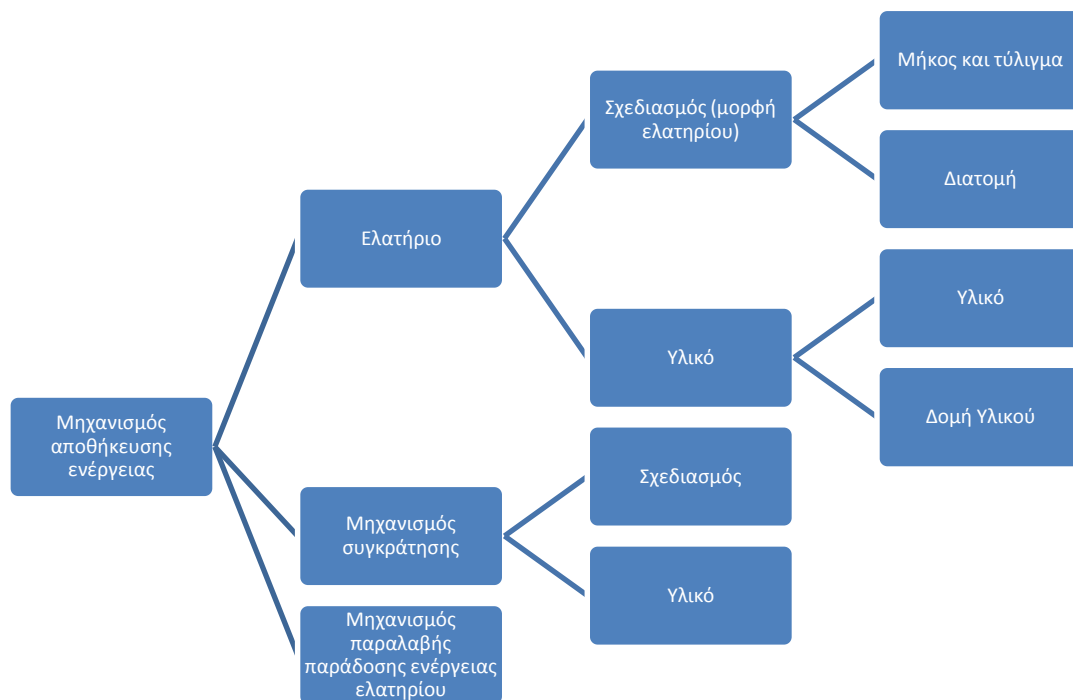 Μηχανισμός
αποθήκευσης
ενέργειας
Ελατήριο
Σχεδιασμός (μορφή
ελατηρίου)
Μήκος και τύλιγμα
Διατομή
Υλικό
Υλικό
Δομή Υλικού
Μηχανισμός
συγκράτησης
Σχεδιασμός
Υλικό
Μηχανισμός
παραλαβής
παράδοσης ενέργειας
ελατηρίου